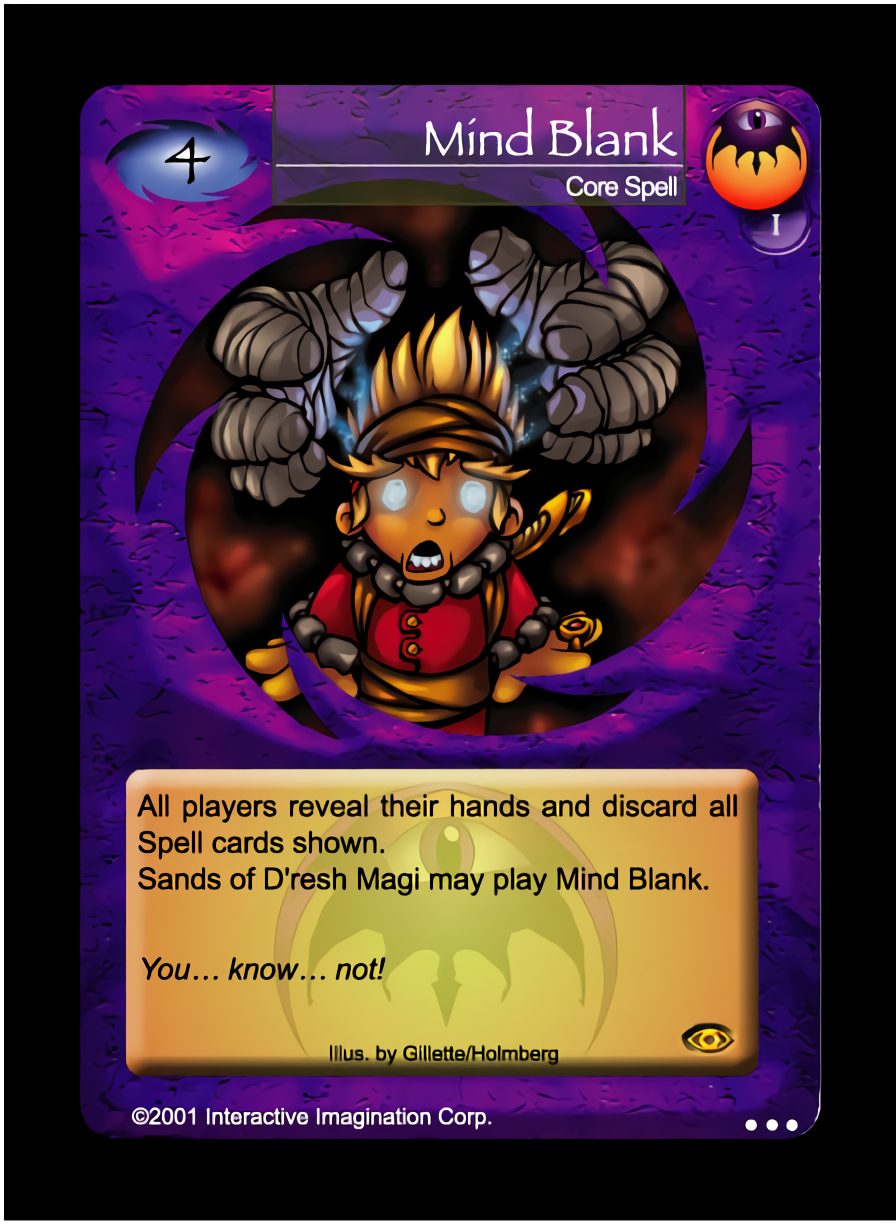 4
Mind Blank
Core Spell
I
All players reveal their hands and discard all
Spell cards shown.
Sands of D'resh Magi may play Mind Blank.
You... know... not!
Illus. by Gillette/Holmberg
©2001 Interactive Imagination Corp.